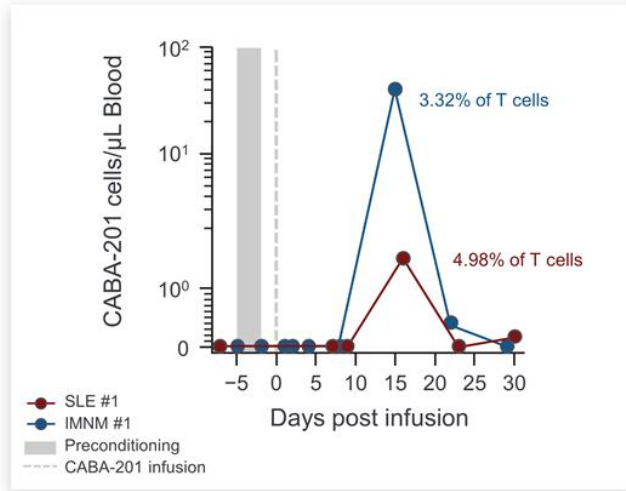 CABA-201 cells/µL Blood
10²
10¹
10⁰
0
3.32% of T cells
4.98% of T cells
−5 0 5 10 15 20 25 30
Days post infusion
SLE #1
IMNM #1
Preconditioning
CABA-201 infusion